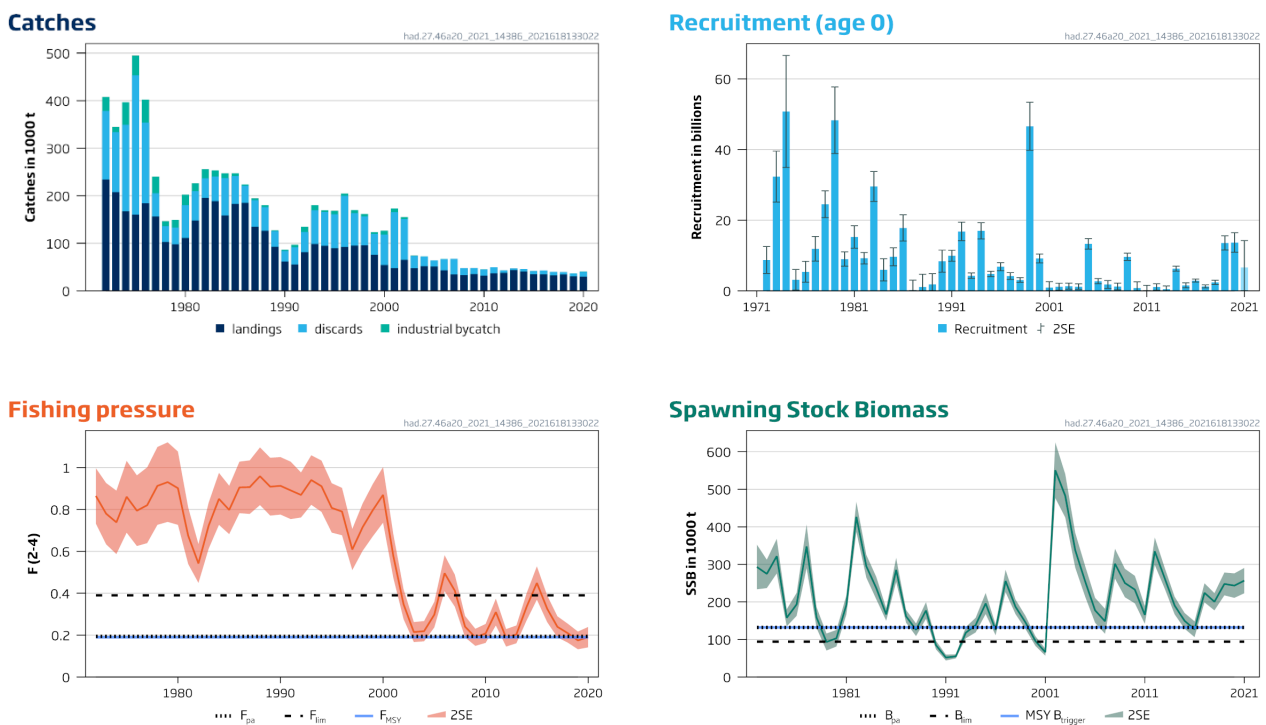 Catches
had.27.46a20_2021_14386_2021618133022
Catches in 1000 t
500
400
300
200
100
0
1980 1990 2000 2010 2020
landings discards industrial bycatch
Recruitment (age 0)
had.27.46a20_2021_14386_2021618133022
Recruitment in billions
60
40
20
0
1971 1981 1991 2001 2011 2021
Recruitment 2SE
Fishing pressure
had.27.46a20_2021_14386_2021618133022
F (2-4)
1
0.8
0.6
0.4
0.2
0
1980 1990 2000 2010 2020
Fpa Flim FMSY 2SE
Spawning Stock Biomass
had.27.46a20_2021_14386_2021618133022
SSB in 1000 t
600
500
400
300
200
100
0
1981 1991 2001 2011 2021
Bpa Blim MSY Btrigger 2SE